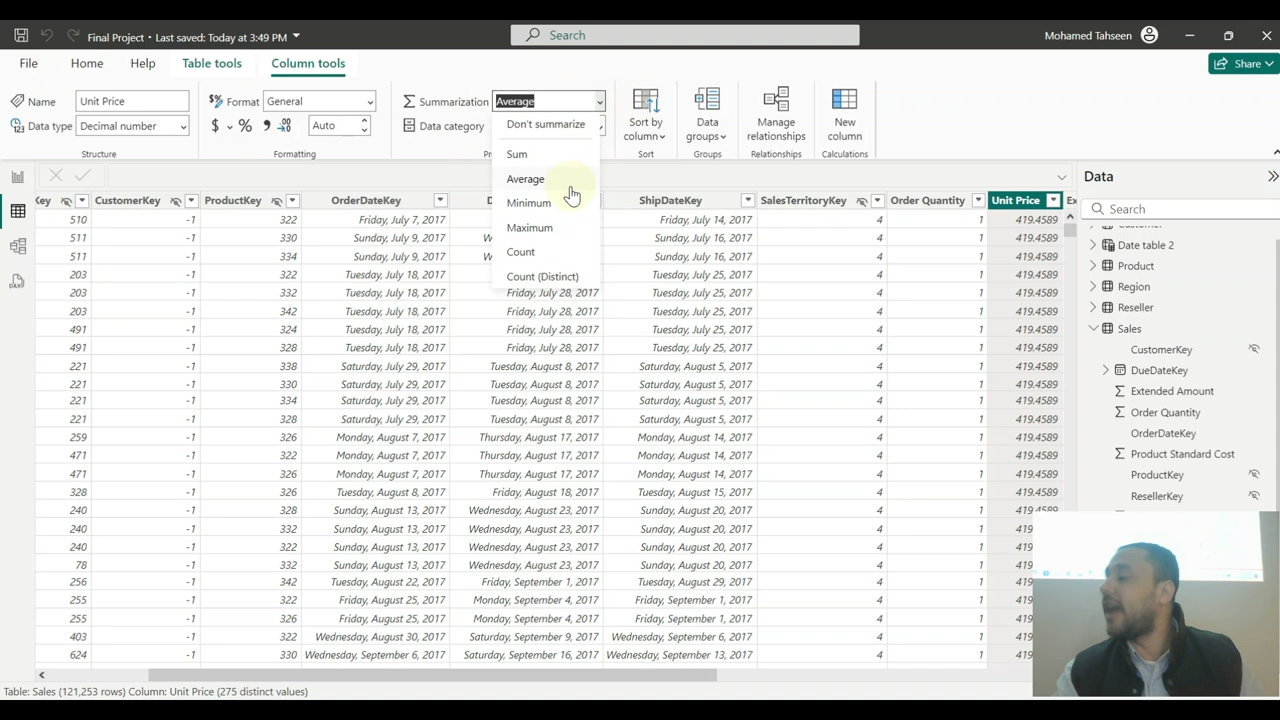 Final Project • Last saved: Today at 3:49 PM
Search
Mohamed Tahseen
File
Home
Help
Table tools
Column tools
Share
Name
Unit Price
Format
General
Summarization
Average
Data type
Decimal number
$ % ,
Auto
Data category
Sort by
column
Data
groups
Manage
relationships
New
column
Structure
Formatting
Sort
Groups
Relationships
Calculations
Don't summarize
Sum
Average
Minimum
Maximum
Count
Count (Distinct)
Key CustomerKey ProductKey OrderDateKey ShipDateKey SalesTerritoryKey Order Quantity Unit Price
510 -1 322 Friday, July 7, 2017 Friday, July 14, 2017 4 1 419.4589
511 -1 330 Sunday, July 9, 2017 Sunday, July 16, 2017 4 1 419.4589
511 -1 334 Sunday, July 9, 2017 Sunday, July 16, 2017 4 1 419.4589
203 -1 322 Tuesday, July 18, 2017 Tuesday, July 25, 2017 4 1 419.4589
203 -1 332 Tuesday, July 18, 2017 Friday, July 28, 2017 Tuesday, July 25, 2017 4 1 419.4589
203 -1 342 Tuesday, July 18, 2017 Friday, July 28, 2017 Tuesday, July 25, 2017 4 1 419.4589
491 -1 324 Tuesday, July 18, 2017 Friday, July 28, 2017 Tuesday, July 25, 2017 4 1 419.4589
491 -1 328 Tuesday, July 18, 2017 Friday, July 28, 2017 Tuesday, July 25, 2017 4 1 419.4589
221 -1 338 Saturday, July 29, 2017 Tuesday, August 8, 2017 Saturday, August 5, 2017 4 1 419.4589
221 -1 330 Saturday, July 29, 2017 Tuesday, August 8, 2017 Saturday, August 5, 2017 4 1 419.4589
221 -1 334 Saturday, July 29, 2017 Tuesday, August 8, 2017 Saturday, August 5, 2017 4 1 419.4589
221 -1 328 Saturday, July 29, 2017 Tuesday, August 8, 2017 Saturday, August 5, 2017 4 1 419.4589
259 -1 326 Monday, August 7, 2017 Thursday, August 17, 2017 Monday, August 14, 2017 4 1 419.4589
471 -1 322 Monday, August 7, 2017 Thursday, August 17, 2017 Monday, August 14, 2017 4 1 419.4589
471 -1 326 Monday, August 7, 2017 Thursday, August 17, 2017 Monday, August 14, 2017 4 1 419.4589
328 -1 326 Tuesday, August 8, 2017 Friday, August 18, 2017 Tuesday, August 15, 2017 4 1 419.4589
240 -1 328 Sunday, August 13, 2017 Wednesday, August 23, 2017 Sunday, August 20, 2017 4 1 419.4589
240 -1 332 Sunday, August 13, 2017 Wednesday, August 23, 2017 Sunday, August 20, 2017 4 1 419.4589
240 -1 322 Sunday, August 13, 2017 Wednesday, August 23, 2017 Sunday, August 20, 2017 4 1
78 -1 332 Sunday, August 13, 2017 Wednesday, August 23, 2017 Sunday, August 20, 2017 4 1
256 -1 342 Tuesday, August 22, 2017 Friday, September 1, 2017 Tuesday, August 29, 2017 4 1
255 -1 322 Friday, August 25, 2017 Monday, September 4, 2017 Friday, September 1, 2017 4 1
255 -1 326 Friday, August 25, 2017 Monday, September 4, 2017 Friday, September 1, 2017 4 1
403 -1 322 Wednesday, August 30, 2017 Saturday, September 9, 2017 Wednesday, September 6, 2017 4 1
624 -1 330 Wednesday, September 6, 2017 Saturday, September 16, 2017 Wednesday, September 13, 2017 4 1
Data
Search
Date table 2
Product
Region
Reseller
Sales
CustomerKey
DueDateKey
Extended Amount
Order Quantity
OrderDateKey
Product Standard Cost
ProductKey
ResellerKey
Table: Sales (121,253 rows) Column: Unit Price (275 distinct values)